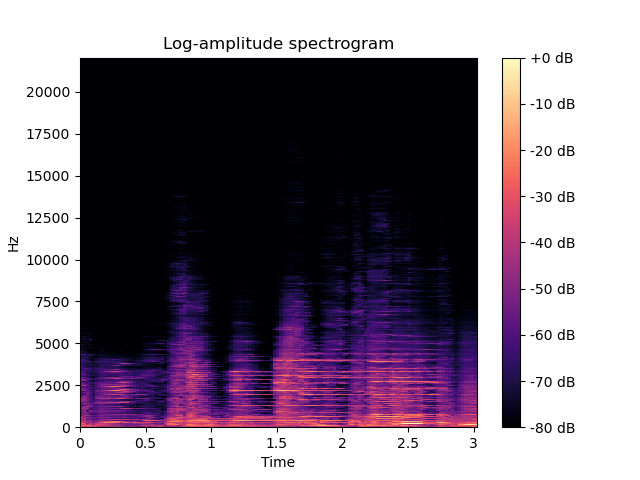 Log-amplitude spectrogram
+0 dB
20000
-10 dB
17500
-20 dB
15000
-30 dB
12500
Hz
-40 dB
10000
-50 dB
7500
-60 dB
5000
2500
-70 dB
0
-80 dB
0 0.5 1 1.5 2 2.5 3
Time